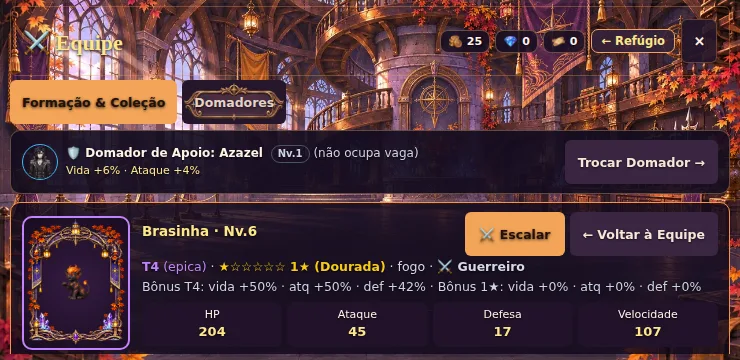 ⚔️ Equipe
25
0
0
← Refúgio
✕
Formação & Coleção
Domadores
🛡️ Domador de Apoio: Azazel Nv.1 (não ocupa vaga)
Vida +6% · Ataque +4%
Trocar Domador →
Brasinha · Nv.6
⚔️ Escalar
← Voltar à Equipe
T4 (epica) · ★☆☆☆☆☆ 1★ (Dourada) · fogo · ⚔️ Guerreiro
Bônus T4: vida +50% · atq +50% · def +42% · Bônus 1★: vida +0% · atq +0% · def +0%
HP
204
Ataque
45
Defesa
17
Velocidade
107